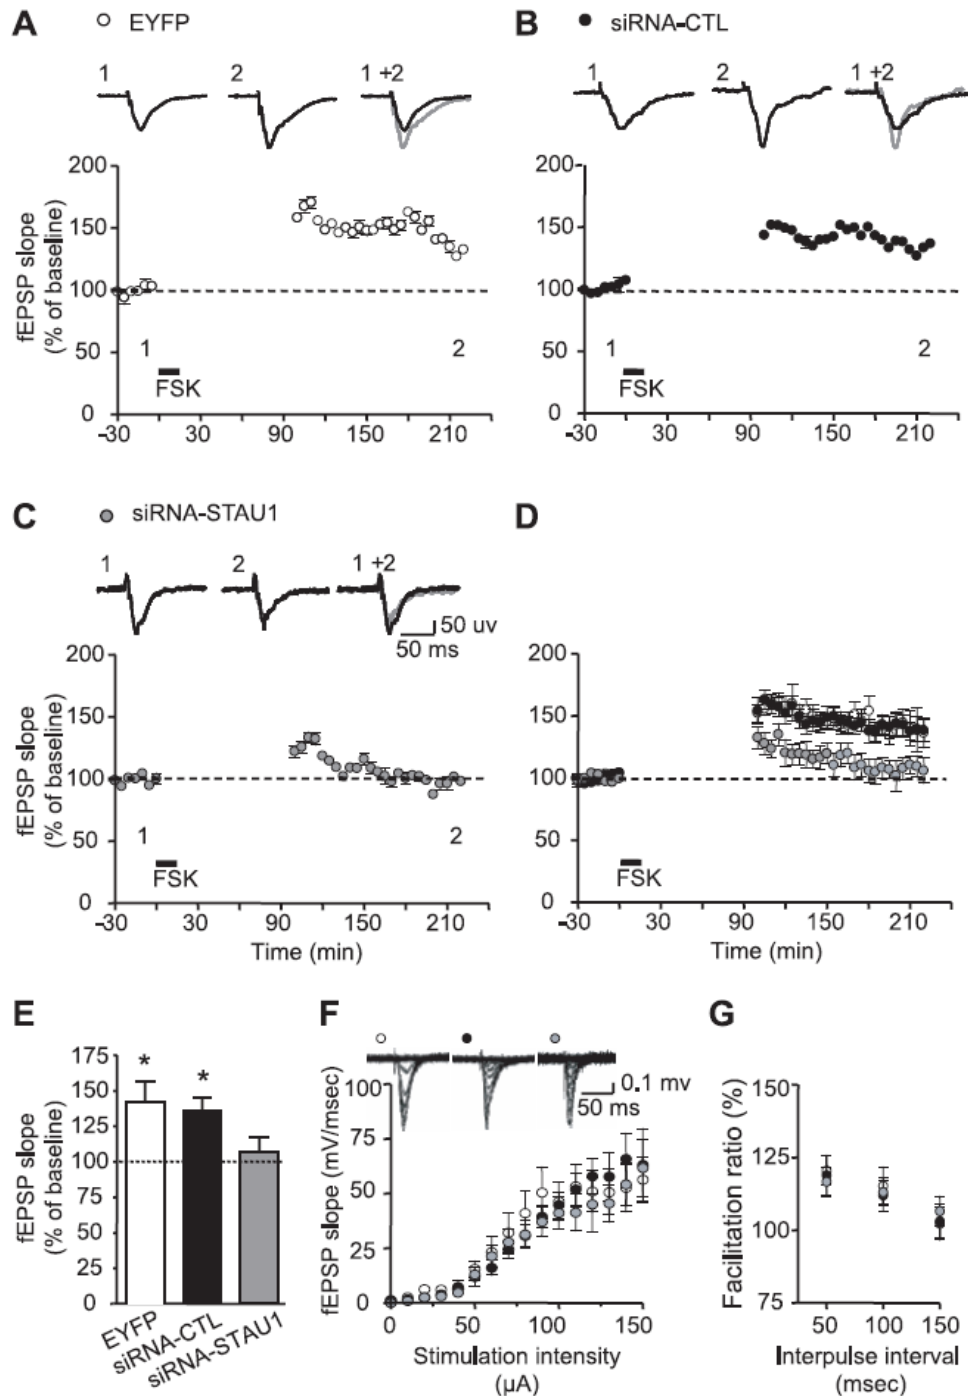 A
EYFP
B
siRNA-CTL
1
2
1 +2
1
2
1 +2
fEPSP slope
(% of baseline)
200
150
100
50
0
1
2
FSK
-30
30
90
150
210
200
150
100
50
0
1
2
FSK
-30
30
90
150
210
C
siRNA-STAU1
D
1
2
1 +2
50 uv
50 ms
fEPSP slope
(% of baseline)
200
150
100
50
0
1
2
FSK
-30
30
90
150
210
Time (min)
200
150
100
50
0
FSK
-30
30
90
150
210
Time (min)
E
fEPSP slope
(% of baseline)
175
150
125
100
75
50
25
0
*
*
EYFP
siRNA-CTL
siRNA-STAU1
F
0.1 mv
50 ms
fEPSP slope (mV/msec)
100
75
50
25
0
0
50
100
150
Stimulation intensity
(µA)
G
Facilitation ratio (%)
150
125
100
75
50
100
150
Interpulse interval
(msec)